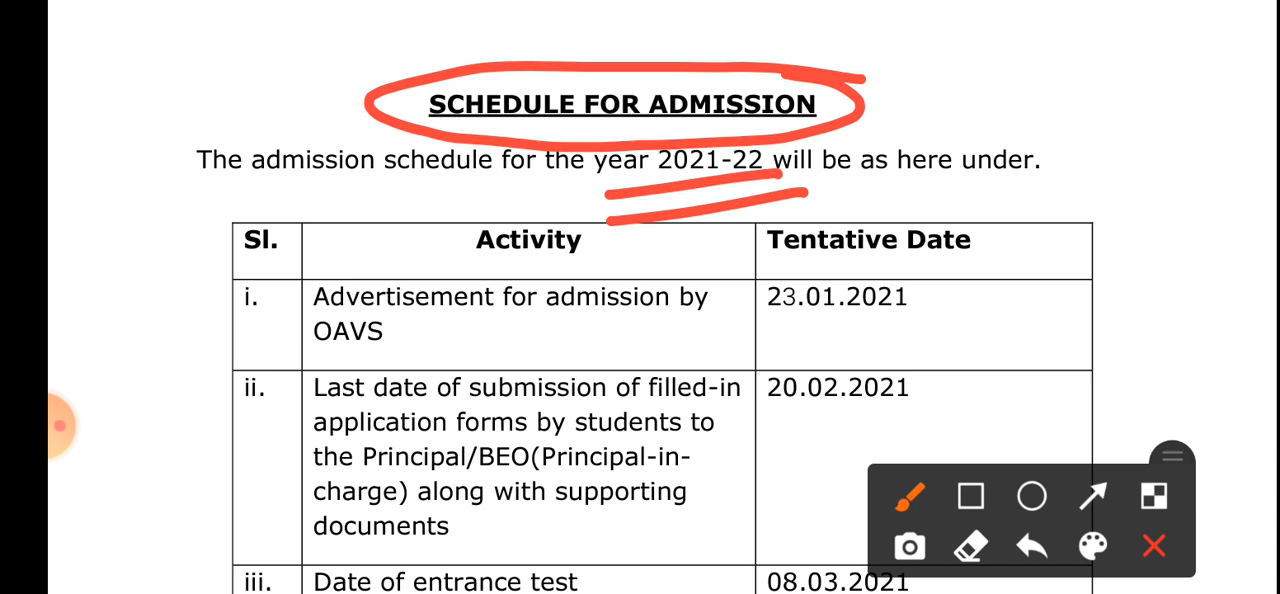 SCHEDULE FOR ADMISSION
The admission schedule for the year 2021-22 will be as here under.
Sl. Activity Tentative Date
i. Advertisement for admission by 23.01.2021
OAVS
ii. Last date of submission of filled-in 20.02.2021
application forms by students to
the Principal/BEO(Principal-in-
charge) along with supporting
documents
iii. Date of entrance test 08.03.2021